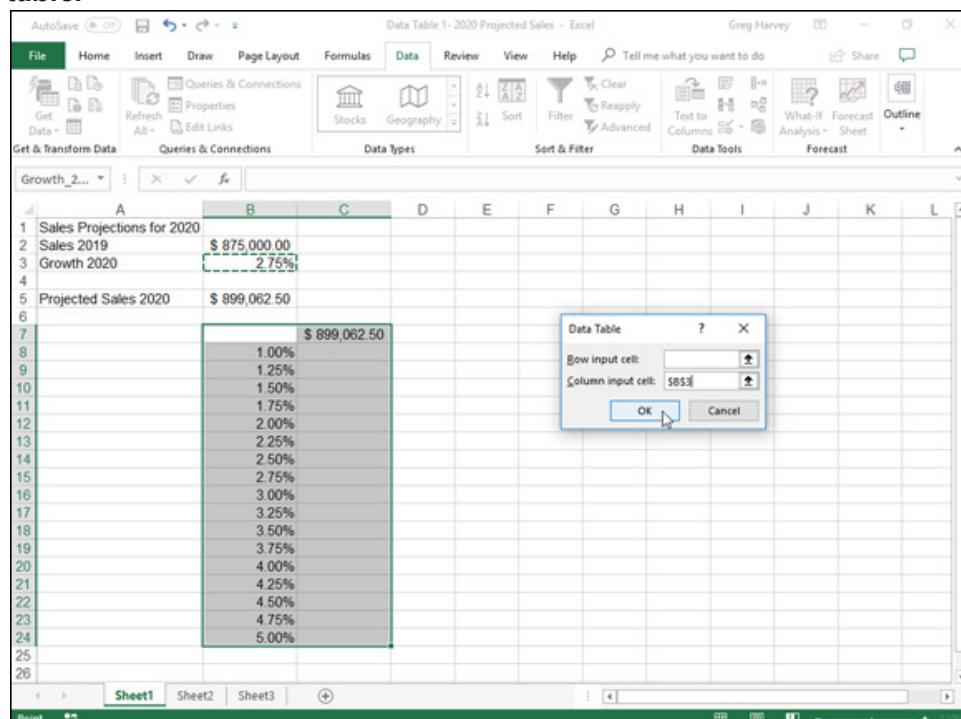 AutoSave Off Data Table 1- 2020 Projected Sales - Excel Greg Harvey
File Home Insert Draw Page Layout Formulas Data Review View Help Tell me what you want to do Share
Get Data
Refresh All
Queries & Connections
Properties
Edit Links
Stocks Geography
Sort Filter
Clear
Reapply
Advanced
Text to Columns
What-If Analysis Forecast Sheet Outline
Get & Transform Data Queries & Connections Data Types Sort & Filter Data Tools Forecast
Growth_2... fx
A B C D E F G H I J K L
1 Sales Projections for 2020
2 Sales 2019 $ 875,000.00
3 Growth 2020 2.75%
4
5 Projected Sales 2020 $ 899,062.50
6
7 $ 899,062.50
8 1.00%
9 1.25%
10 1.50%
11 1.75%
12 2.00%
13 2.25%
14 2.50%
15 2.75%
16 3.00%
17 3.25%
18 3.50%
19 3.75%
20 4.00%
21 4.25%
22 4.50%
23 4.75%
24 5.00%
25
26
Data Table ? X
Row input cell:
Column input cell: $B$3
OK Cancel
Sheet1 Sheet2 Sheet3
Point